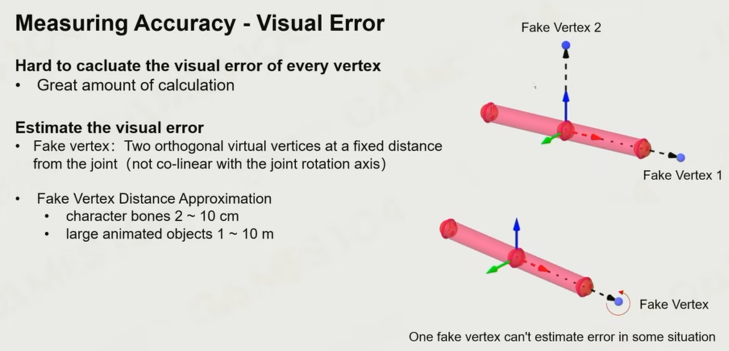 Measuring Accuracy - Visual Error
Hard to cacluate the visual error of every vertex
• Great amount of calculation
Estimate the visual error
• Fake vertex: Two orthogonal virtual vertices at a fixed distance
from the joint (not co-linear with the joint rotation axis)
• Fake Vertex Distance Approximation
• character bones 2 ~ 10 cm
• large animated objects 1 ~ 10 m
Fake Vertex 2
Fake Vertex 1
Fake Vertex
One fake vertex can't estimate error in some situation